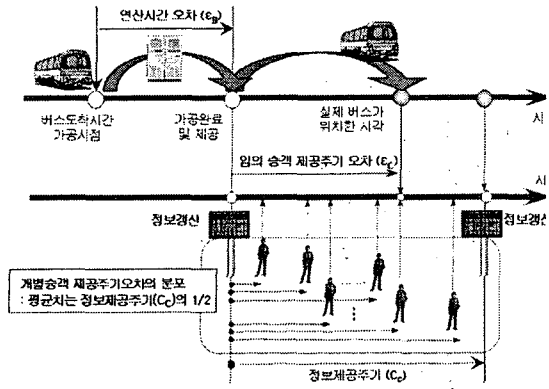 연산시간 오차 (ε_B)
버스도착시간
가공시점
가공완료
및 제공
실제 버스가
위치한 시각
시
임의 승객 제공주기 오차 (ε_C)
시
정보갱신
정보갱신
개별승객 제공주기오차의 분포
: 평균치는 정보제공주기(C_C)의 1/2
정보제공주기 (C_C)